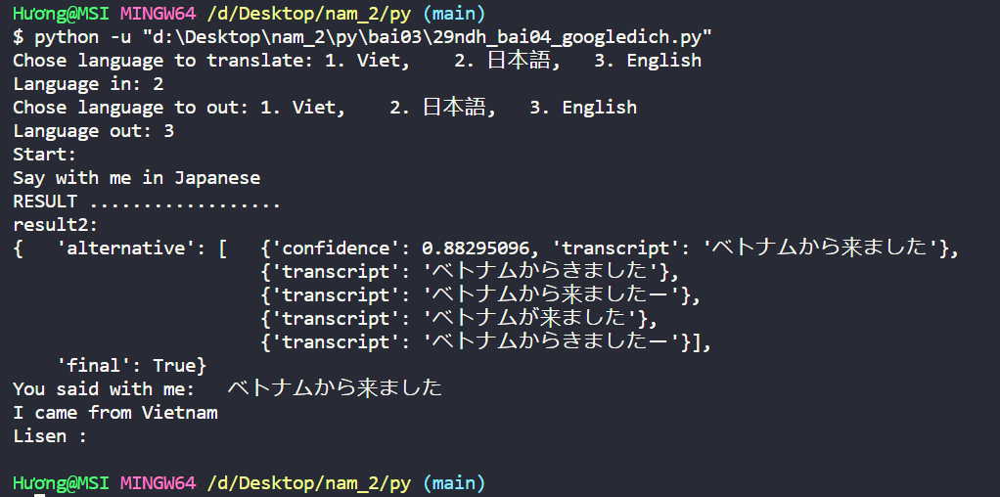 Hương@MSI MINGW64 /d/Desktop/nam_2/py (main)
$ python -u "d:\Desktop\nam_2\py\bai03\29ndh_bai04_googledich.py"
Chose language to translate: 1. Viet,    2. 日本語,   3. English
Language in: 2
Chose language to out: 1. Viet,    2. 日本語,   3. English
Language out: 3
Start:
Say with me in Japanese
RESULT ..................
result2:
{   'alternative': [   {'confidence': 0.88295096, 'transcript': 'ベトナムから来ました'},
                       {'transcript': 'ベトナムからきました'},
                       {'transcript': 'ベトナムから来ましたー'},
                       {'transcript': 'ベトナムが来ました'},
                       {'transcript': 'ベトナムからきましたー'}],
    'final': True}
You said with me:   ベトナムから来ました
I came from Vietnam
Lisen :
Hương@MSI MINGW64 /d/Desktop/nam_2/py (main)